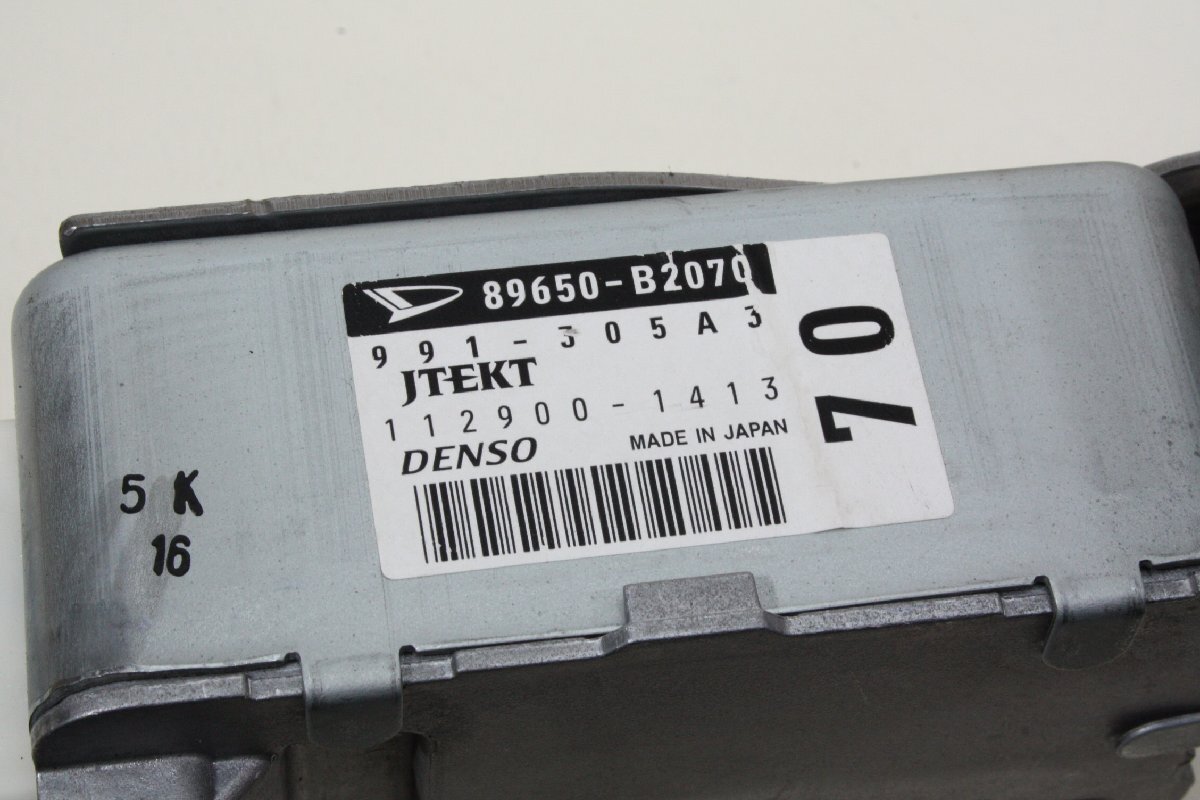 89650-B2070
991-305A3
JTEKT
112900-1413
DENSO
MADE IN JAPAN
70
5 K
16